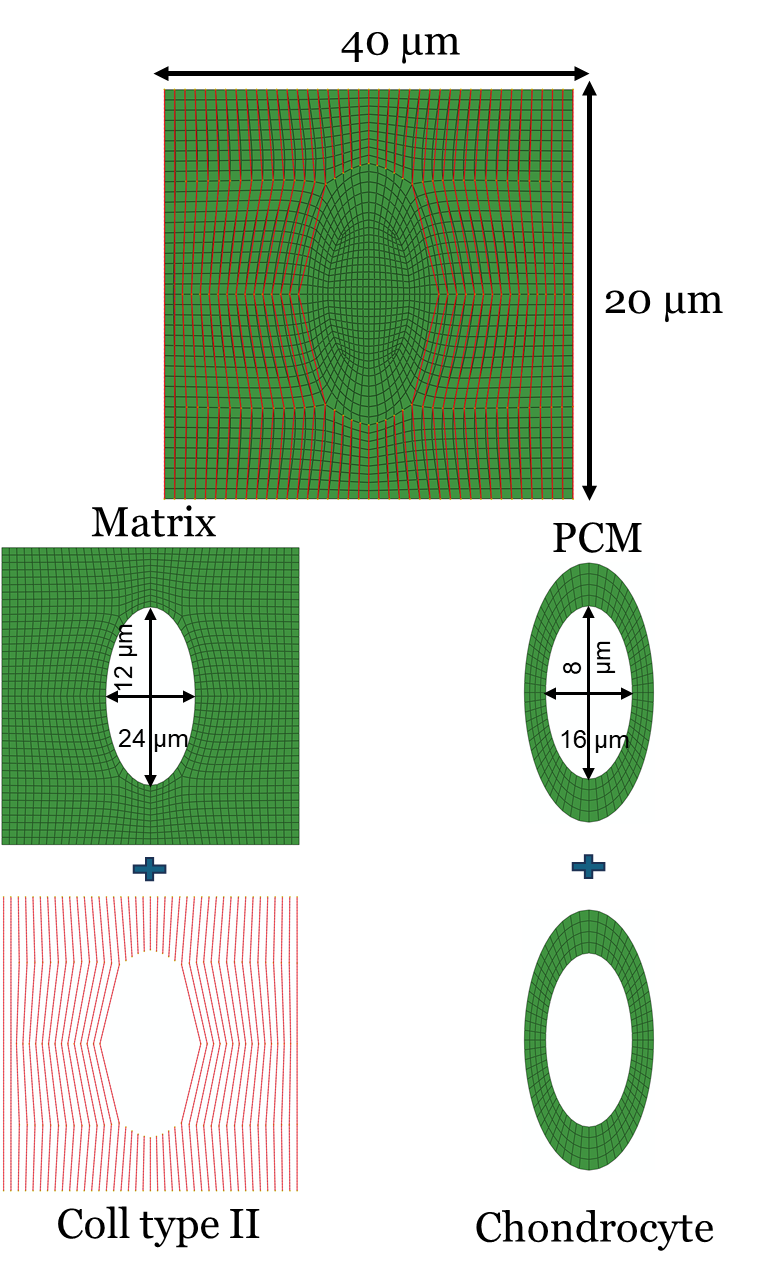 40 µm
20 µm
Matrix
PCM
12 µm
24 µm
8 µm
16 µm
Coll type II
Chondrocyte